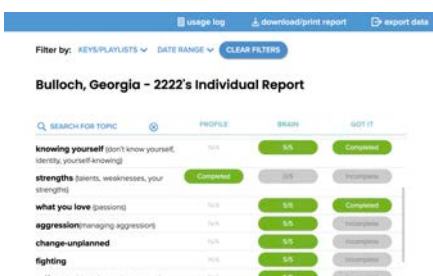 usage log download/print report export data
Filter by: KEYS/PLAYLISTS DATE RANGE CLEAR FILTERS
Bulloch, Georgia - 2222's Individual Report
SEARCH FOR TOPIC PROFILE BRAIN GOT IT
knowing yourself (don't know yourself, N/A 5/5 Completed
identity, yourself-knowing)
strengths (talents, weaknesses, your Completed 0/5 Incomplete
strengths)
what you love (passions) N/A 5/5 Completed
aggression(managing aggression) N/A 5/5 Incomplete
change-unplanned N/A 5/5 Incomplete
fighting N/A 5/5 Incomplete